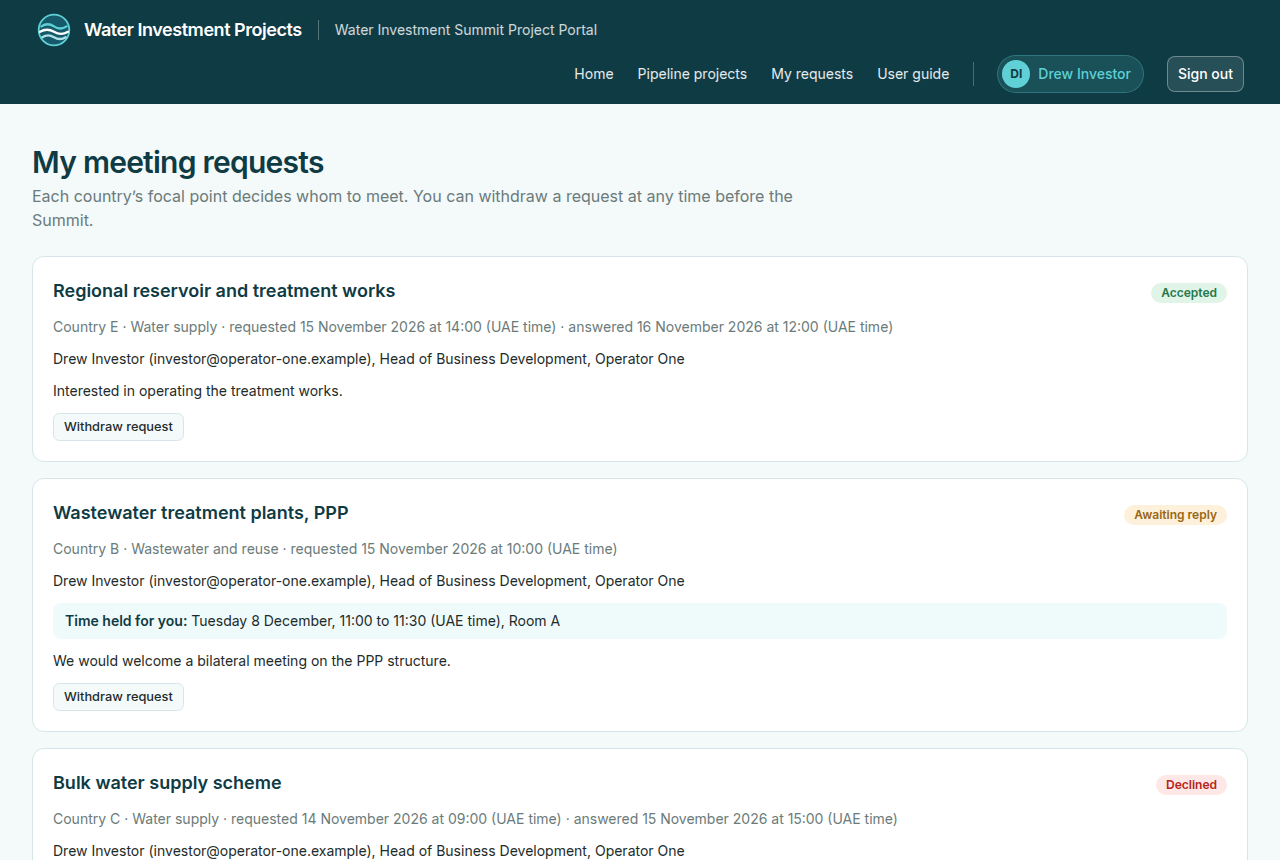 Water Investment Projects
Water Investment Summit Project Portal
Home
Pipeline projects
My requests
User guide
DI
Drew Investor
Sign out
My meeting requests
Each country's focal point decides whom to meet. You can withdraw a request at any time before the
Summit.
Regional reservoir and treatment works
Accepted
Country E · Water supply · requested 15 November 2026 at 14:00 (UAE time) · answered 16 November 2026 at 12:00 (UAE time)
Drew Investor (investor@operator-one.example), Head of Business Development, Operator One
Interested in operating the treatment works.
Withdraw request
Wastewater treatment plants, PPP
Awaiting reply
Country B · Wastewater and reuse · requested 15 November 2026 at 10:00 (UAE time)
Drew Investor (investor@operator-one.example), Head of Business Development, Operator One
Time held for you: Tuesday 8 December, 11:00 to 11:30 (UAE time), Room A
We would welcome a bilateral meeting on the PPP structure.
Withdraw request
Bulk water supply scheme
Declined
Country C · Water supply · requested 14 November 2026 at 09:00 (UAE time) · answered 15 November 2026 at 15:00 (UAE time)
Drew Investor (investor@operator-one.example), Head of Business Development, Operator One